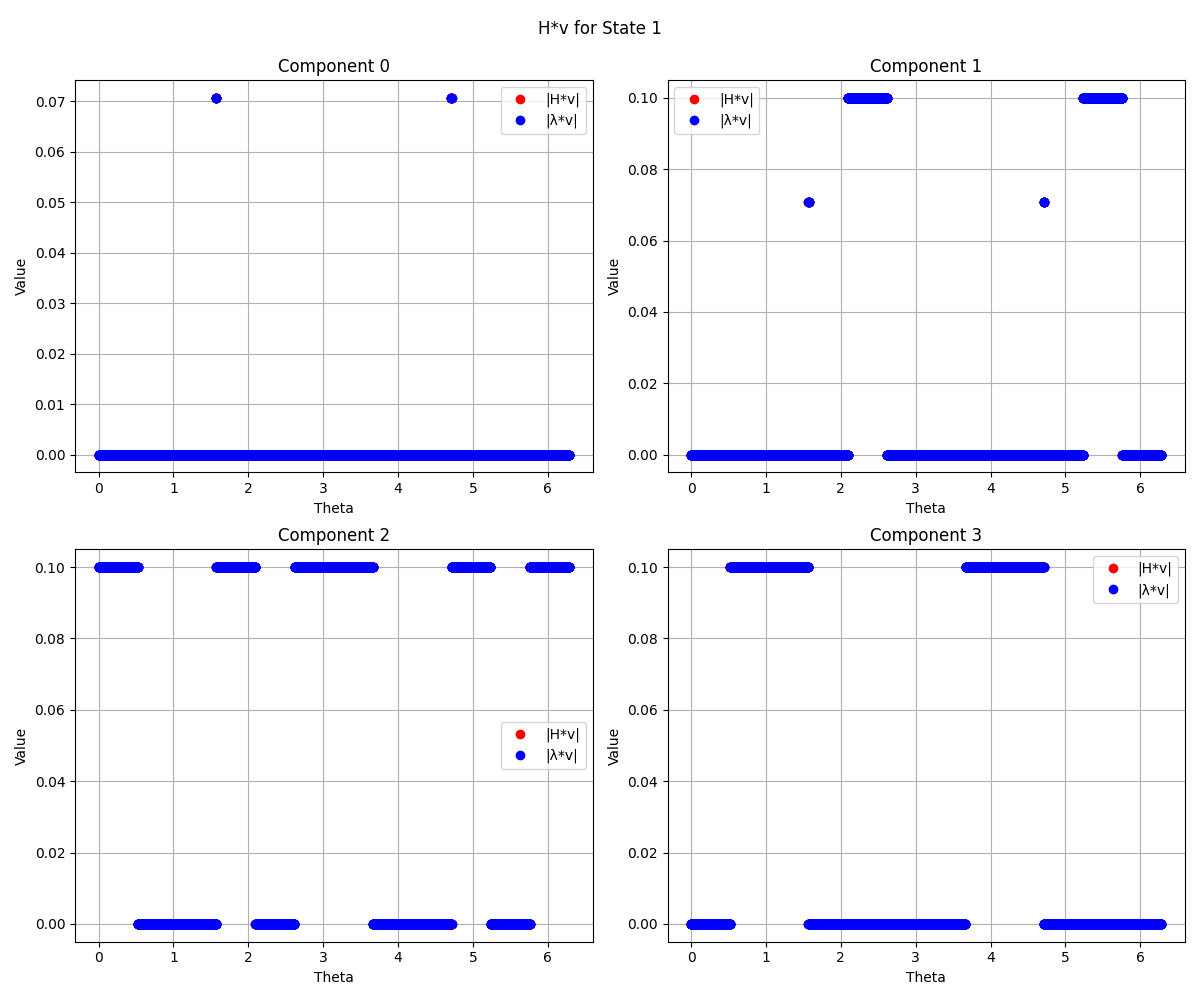 H*v for State 1
Component 0
Value
0.07
0.06
0.05
0.04
0.03
0.02
0.01
0.00
|H*v|
|λ*v|
0 1 2 3 4 5 6
Theta
Component 1
Value
0.10
0.08
0.06
0.04
0.02
0.00
|H*v|
|λ*v|
0 1 2 3 4 5 6
Theta
Component 2
Value
0.10
0.08
0.06
0.04
0.02
0.00
|H*v|
|λ*v|
0 1 2 3 4 5 6
Theta
Component 3
Value
0.10
0.08
0.06
0.04
0.02
0.00
|H*v|
|λ*v|
0 1 2 3 4 5 6
Theta